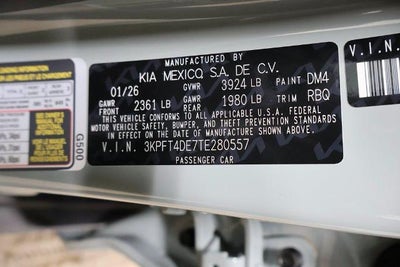 MANUFACTURED BY
KIA MEXICO, S.A. DE C.V.
01/26 GVWR 3924 LB PAINT DM4
GAWR FRONT 2361 LB GAWR REAR 1980 LB TRIM RBQ
THIS VEHICLE CONFORMS TO ALL APPLICABLE U.S.A. FEDERAL
MOTOR VEHICLE SAFETY, BUMPER, AND THEFT PREVENTION STANDARDS
IN EFFECT ON THE DATE OF MANUFACTURE SHOWN ABOVE.
V.I.N. 3KPFT4DE7TE280557
PASSENGER CAR
V.I.N.
G500